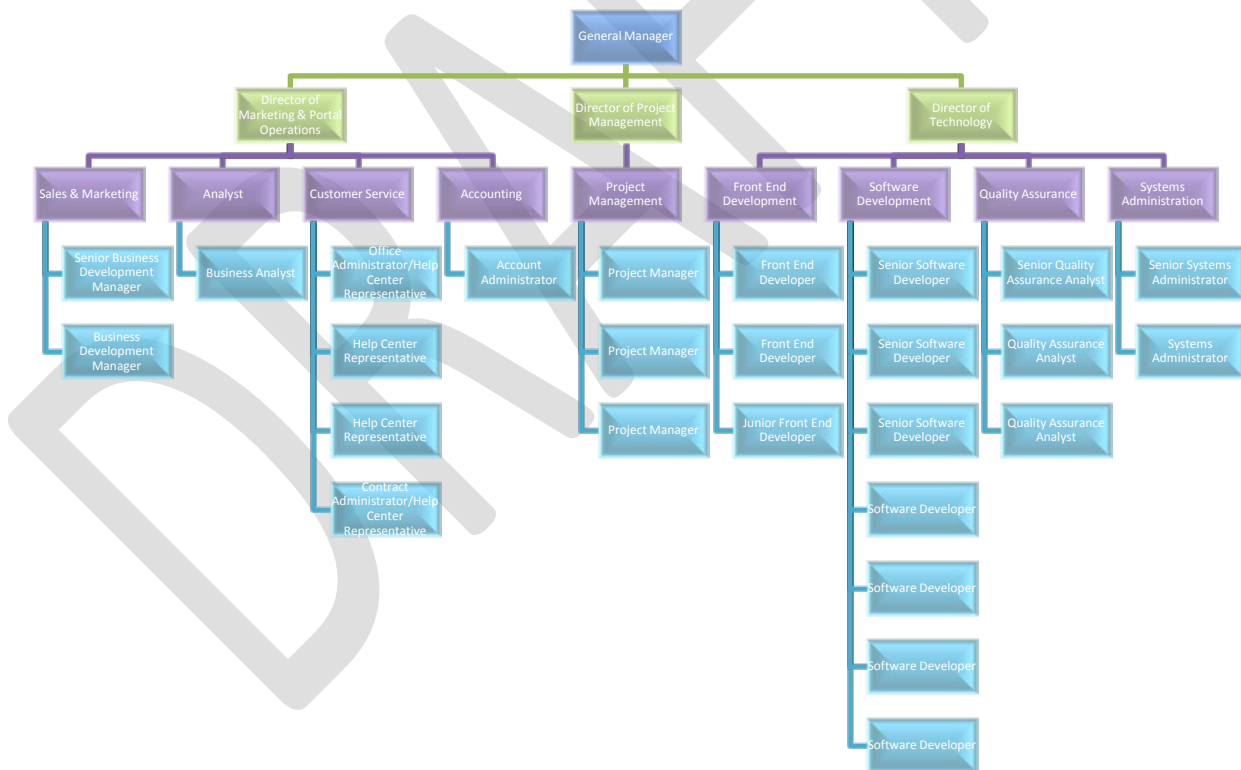 General Manager
Director of
Marketing & Portal
Operations
Director of Project
Management
Director of
Technology
Sales & Marketing
Analyst
Customer Service
Accounting
Project
Management
Front End
Development
Software
Development
Quality Assurance
Systems
Administration
Senior Business
Development
Manager
Business
Development
Manager
Business Analyst
Office
Administrator/Help
Center
Representative
Help Center
Representative
Help Center
Representative
Contract
Administrator/Help
Center
Representative
Account
Administrator
Project Manager
Project Manager
Project Manager
Front End
Developer
Front End
Developer
Junior Front End
Developer
Senior Software
Developer
Senior Software
Developer
Senior Software
Developer
Software Developer
Software Developer
Software Developer
Software Developer
Senior Quality
Assurance Analyst
Quality Assurance
Analyst
Quality Assurance
Analyst
Senior Systems
Administrator
Systems
Administrator
DRAFT